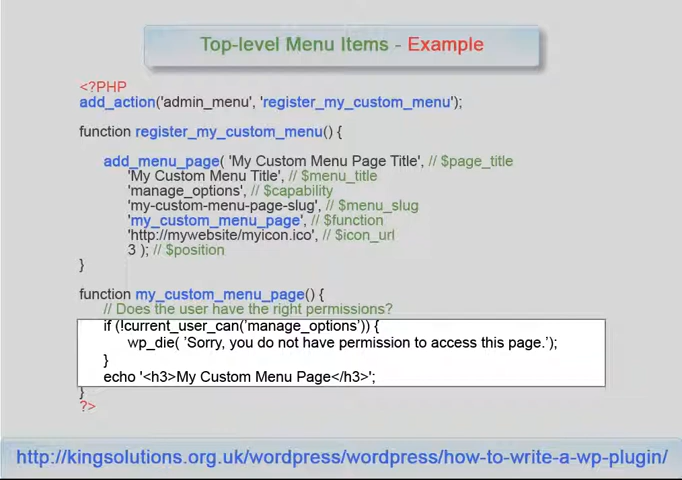 Top-level Menu Items - Example
<?PHP
add_action('admin_menu', 'register_my_custom_menu');
function register_my_custom_menu() {
add_menu_page( 'My Custom Menu Page Title', // $page_title
'My Custom Menu Title', // $menu_title
'manage_options', // $capability
'my-custom-menu-page-slug', // $menu_slug
'my_custom_menu_page', // $function
'http://mywebsite/myicon.ico', // $icon_url
3 ); // $position
}
function my_custom_menu_page() {
// Does the user have the right permissions?
if (!current_user_can('manage_options')) {
wp_die( 'Sorry, you do not have permission to access this page.');
}
echo '<h3>My Custom Menu Page</h3>';
}
?>
http://kingsolutions.org.uk/wordpress/wordpress/how-to-write-a-wp-plugin/